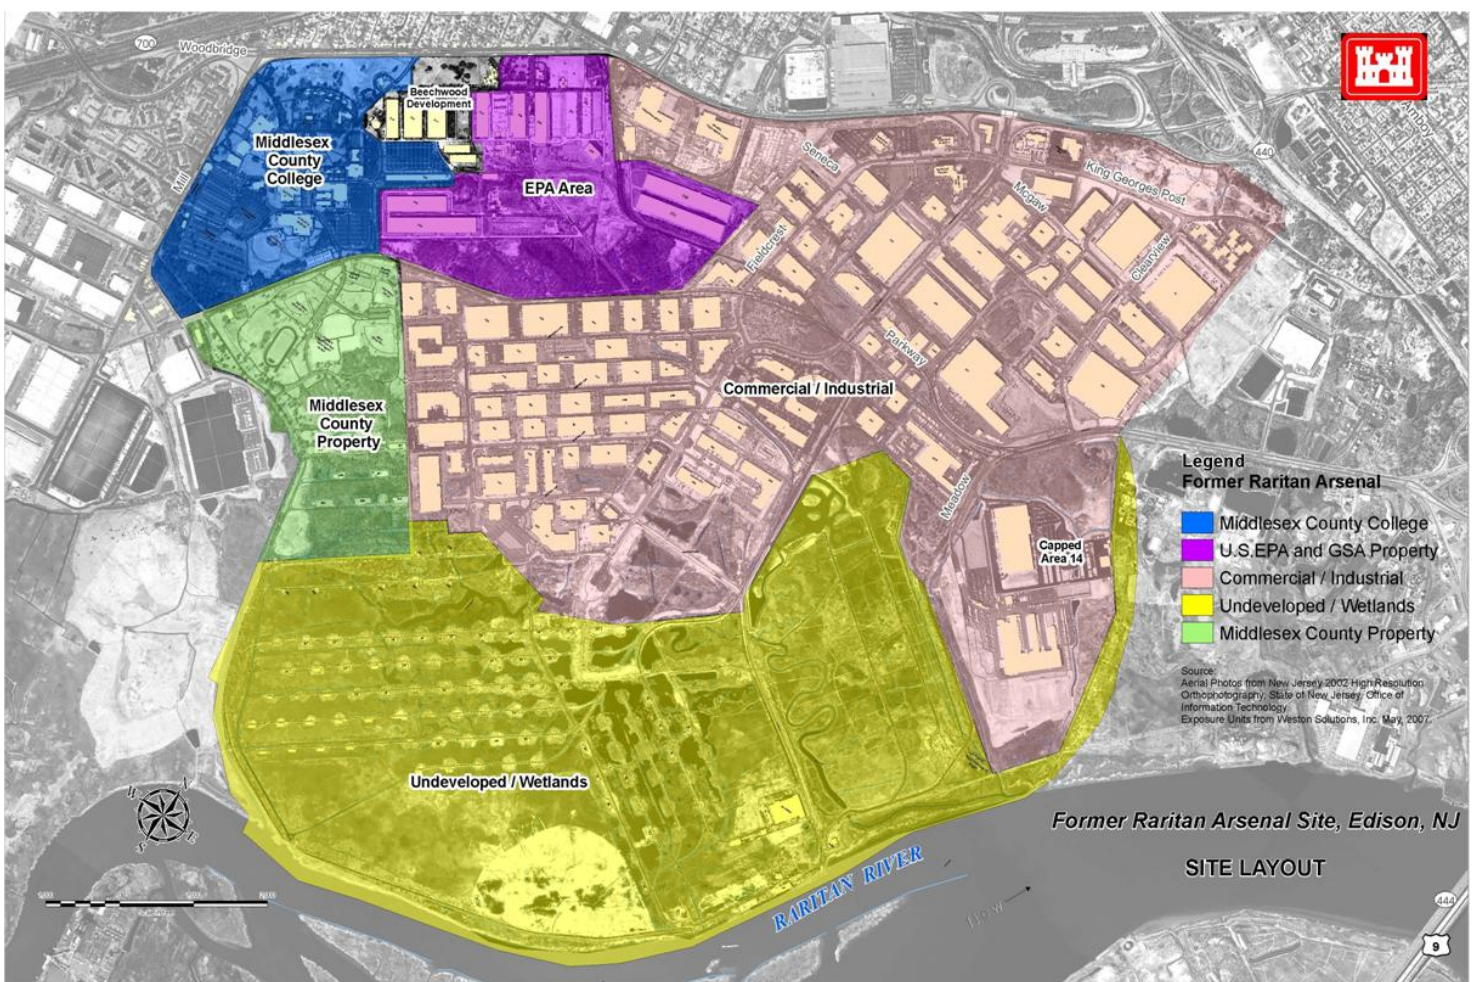 700
Woodbridge
Amboy
440
Mill
Beechwood
Development
Middlesex
County
College
EPA Area
Seneca
King Georges Post
Mcgaw
Fieldcrest
Clearview
Parkway
Middlesex
County
Property
Commercial / Industrial
Meadow
Capped
Area 14
Legend
Former Raritan Arsenal
Middlesex County College
U.S.EPA and GSA Property
Commercial / Industrial
Undeveloped / Wetlands
Middlesex County Property
Source:
Aerial Photos from New Jersey 2002 High Resolution
Orthophotography, State of New Jersey, Office of
Information Technology
Exposure Units from Weston Solutions, Inc. May, 2007.
Undeveloped / Wetlands
N
E
S
W
Former Raritan Arsenal Site, Edison, NJ
SITE LAYOUT
RARITAN RIVER
Flow
444
9